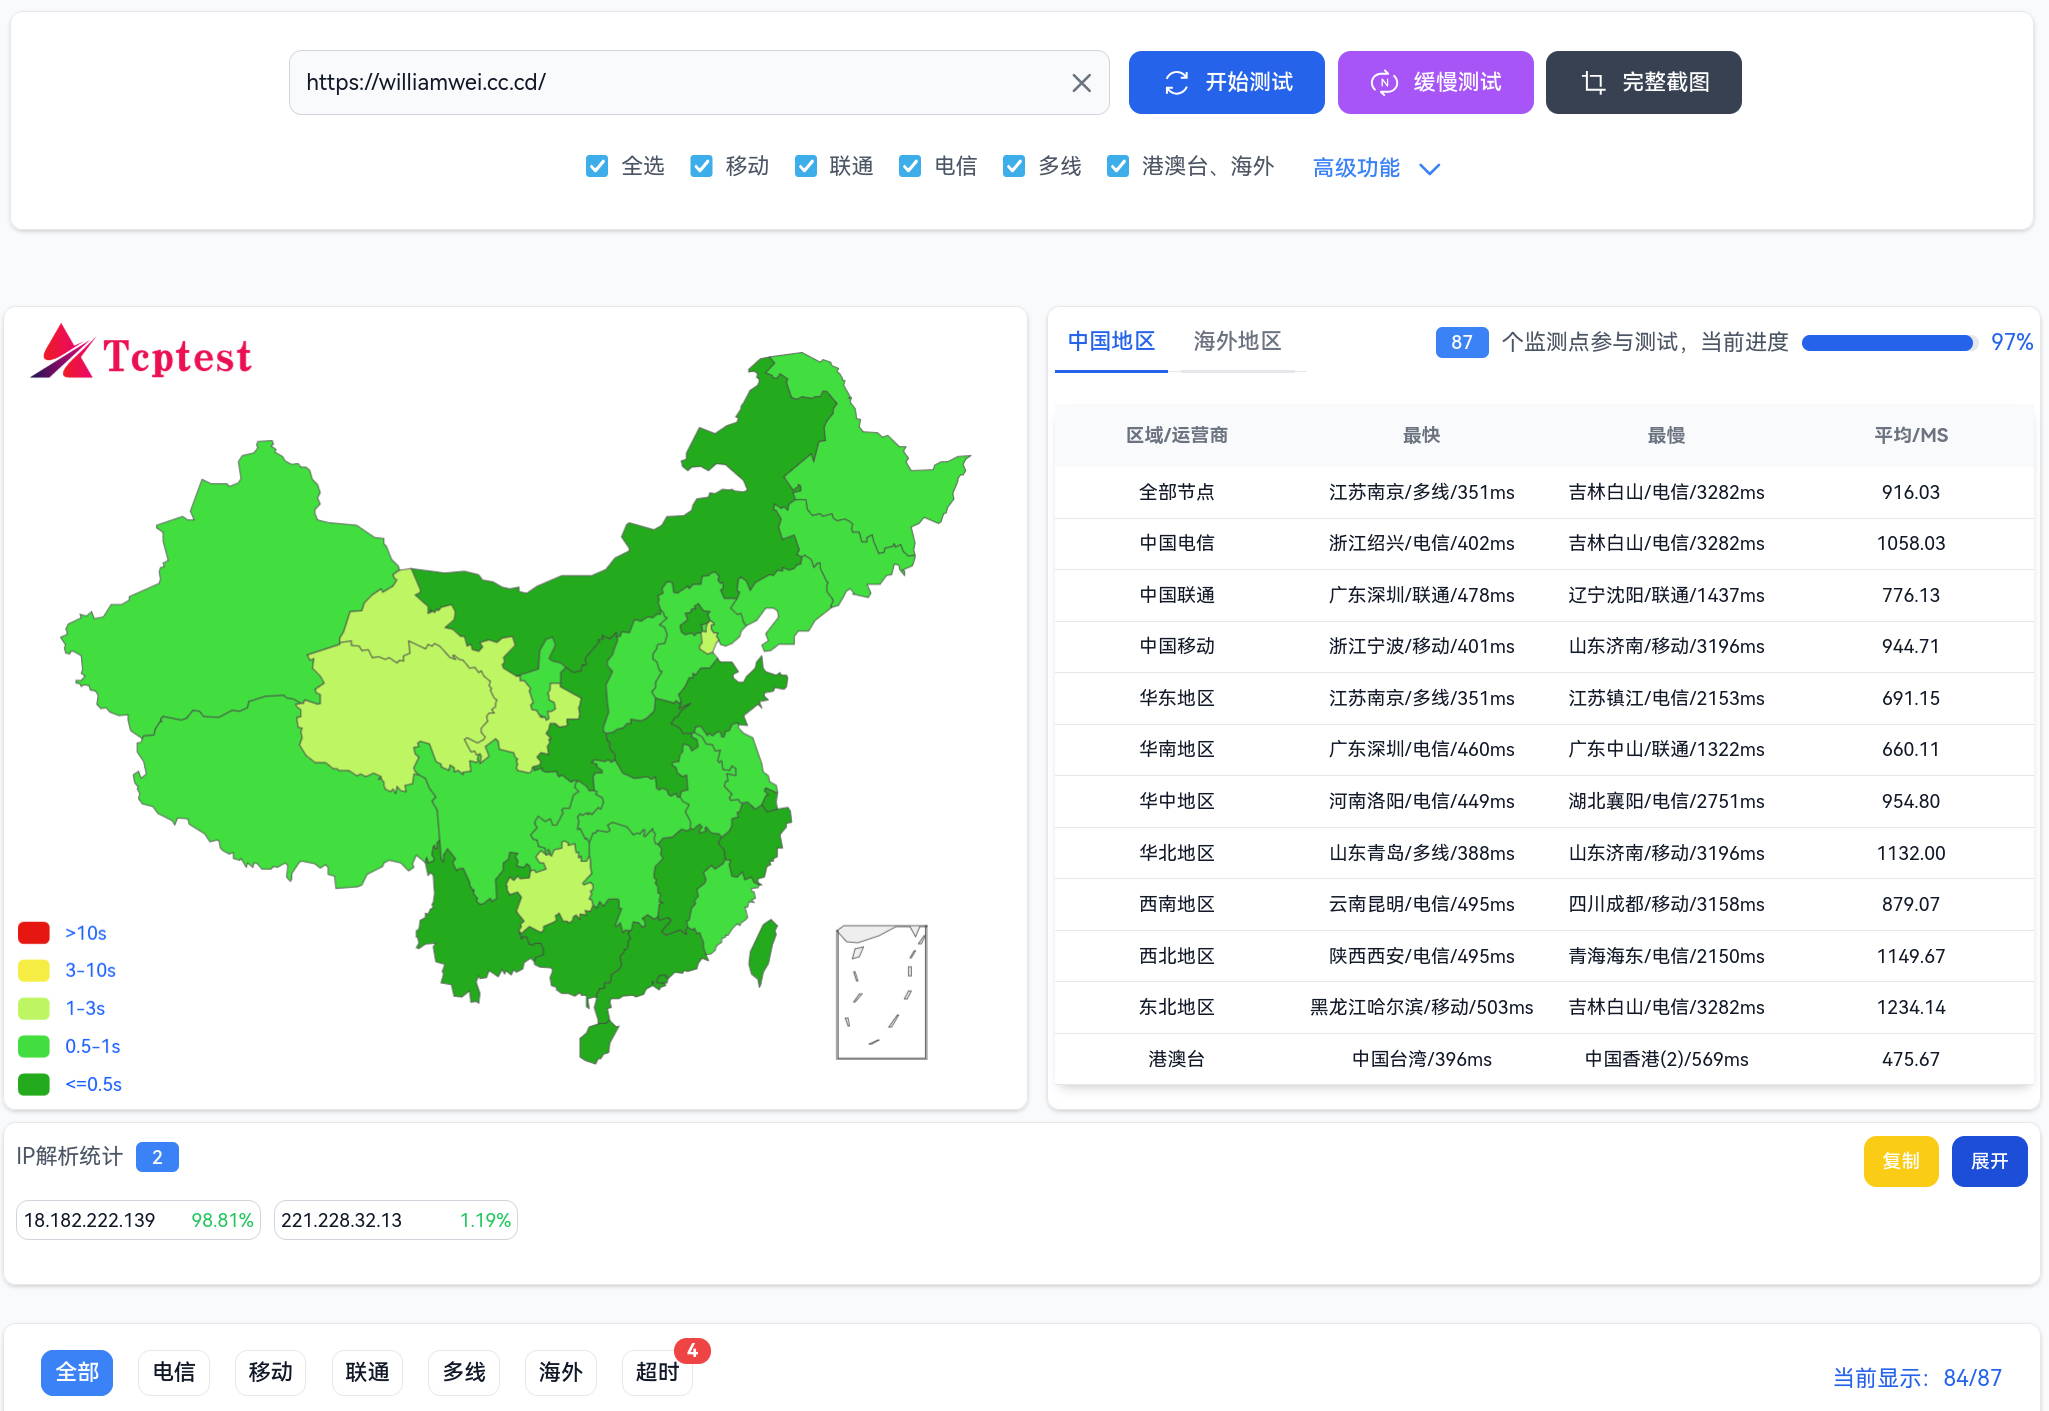 https://williamwei.cc.cd/
开始测试
缓慢测试
完整截图
全选 移动 联通 电信 多线 港澳台、海外 高级功能
Tcptest
>10s
3-10s
1-3s
0.5-1s
<=0.5s
中国地区 海外地区 87 个监测点参与测试，当前进度 97%
区域/运营商 最快 最慢 平均/MS
全部节点 江苏南京/多线/351ms 吉林白山/电信/3282ms 916.03
中国电信 浙江绍兴/电信/402ms 吉林白山/电信/3282ms 1058.03
中国联通 广东深圳/联通/478ms 辽宁沈阳/联通/1437ms 776.13
中国移动 浙江宁波/移动/401ms 山东济南/移动/3196ms 944.71
华东地区 江苏南京/多线/351ms 江苏镇江/电信/2153ms 691.15
华南地区 广东深圳/电信/460ms 广东中山/联通/1322ms 660.11
华中地区 河南洛阳/电信/449ms 湖北襄阳/电信/2751ms 954.80
华北地区 山东青岛/多线/388ms 山东济南/移动/3196ms 1132.00
西南地区 云南昆明/电信/495ms 四川成都/移动/3158ms 879.07
西北地区 陕西西安/电信/495ms 青海海东/电信/2150ms 1149.67
东北地区 黑龙江哈尔滨/移动/503ms 吉林白山/电信/3282ms 1234.14
港澳台 中国台湾/396ms 中国香港(2)/569ms 475.67
IP解析统计 2
复制 展开
18.182.222.139 98.81% 221.228.32.13 1.19%
全部 电信 移动 联通 多线 海外 超时 4
当前显示：84/87